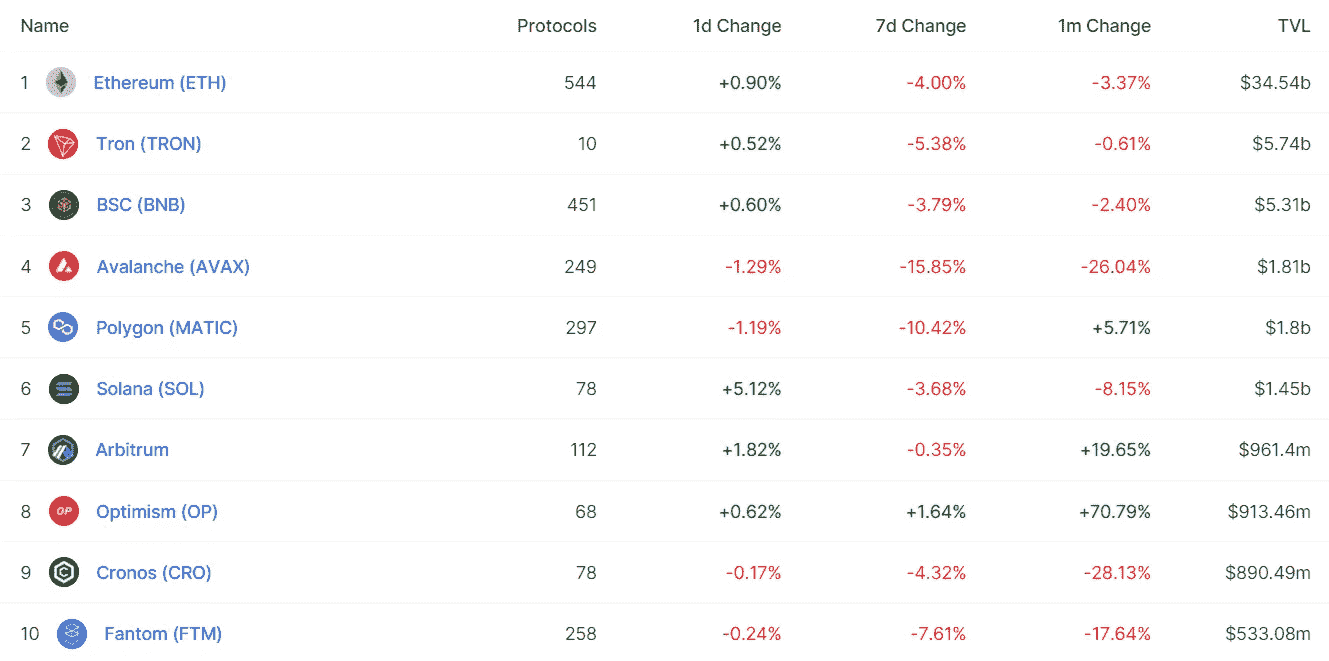 Name Protocols 1d Change 7d Change 1m Change TVL
1 Ethereum (ETH) 544 +0.90% -4.00% -3.37% $34.54b
2 Tron (TRON) 10 +0.52% -5.38% -0.61% $5.74b
3 BSC (BNB) 451 +0.60% -3.79% -2.40% $5.31b
4 Avalanche (AVAX) 249 -1.29% -15.85% -26.04% $1.81b
5 Polygon (MATIC) 297 -1.19% -10.42% +5.71% $1.8b
6 Solana (SOL) 78 +5.12% -3.68% -8.15% $1.45b
7 Arbitrum 112 +1.82% -0.35% +19.65% $961.4m
8 OP Optimism (OP) 68 +0.62% +1.64% +70.79% $913.46m
9 Cronos (CRO) 78 -0.17% -4.32% -28.13% $890.49m
10 Fantom (FTM) 258 -0.24% -7.61% -17.64% $533.08m